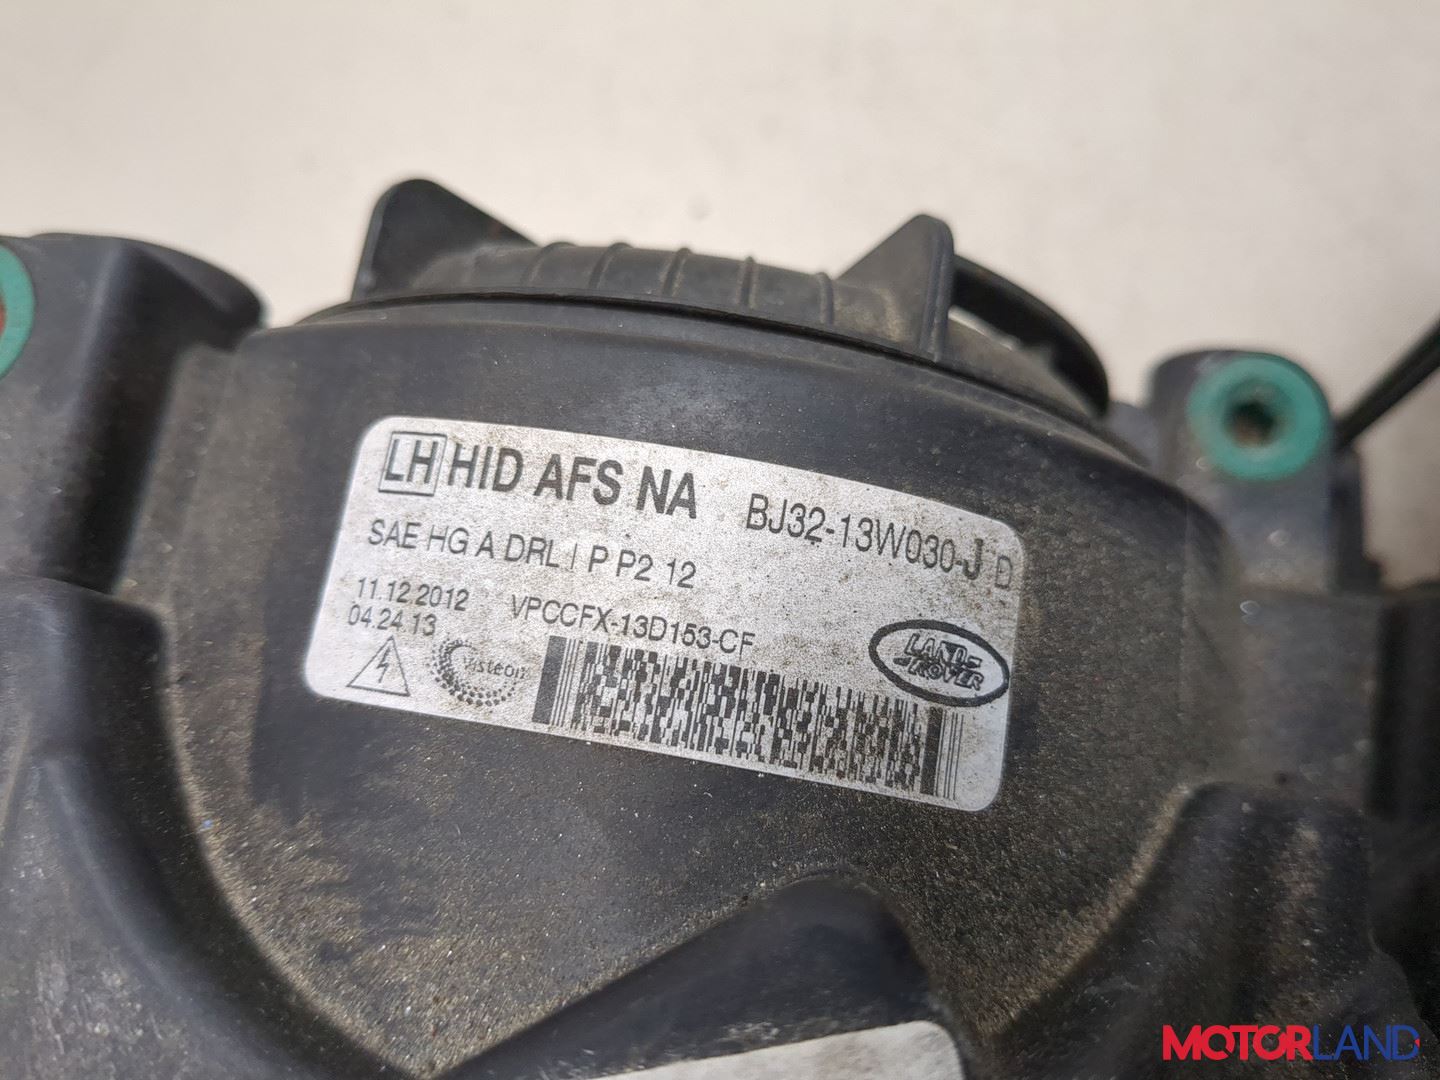 LH HID AFS NA BJ32-13W030-J D
SAE HG A DRL I P P2 12
11.12.2012 VPCCFX-13D153-CF
04.24 13
Visteon
LAND-
-ROVER
MOTORLAND